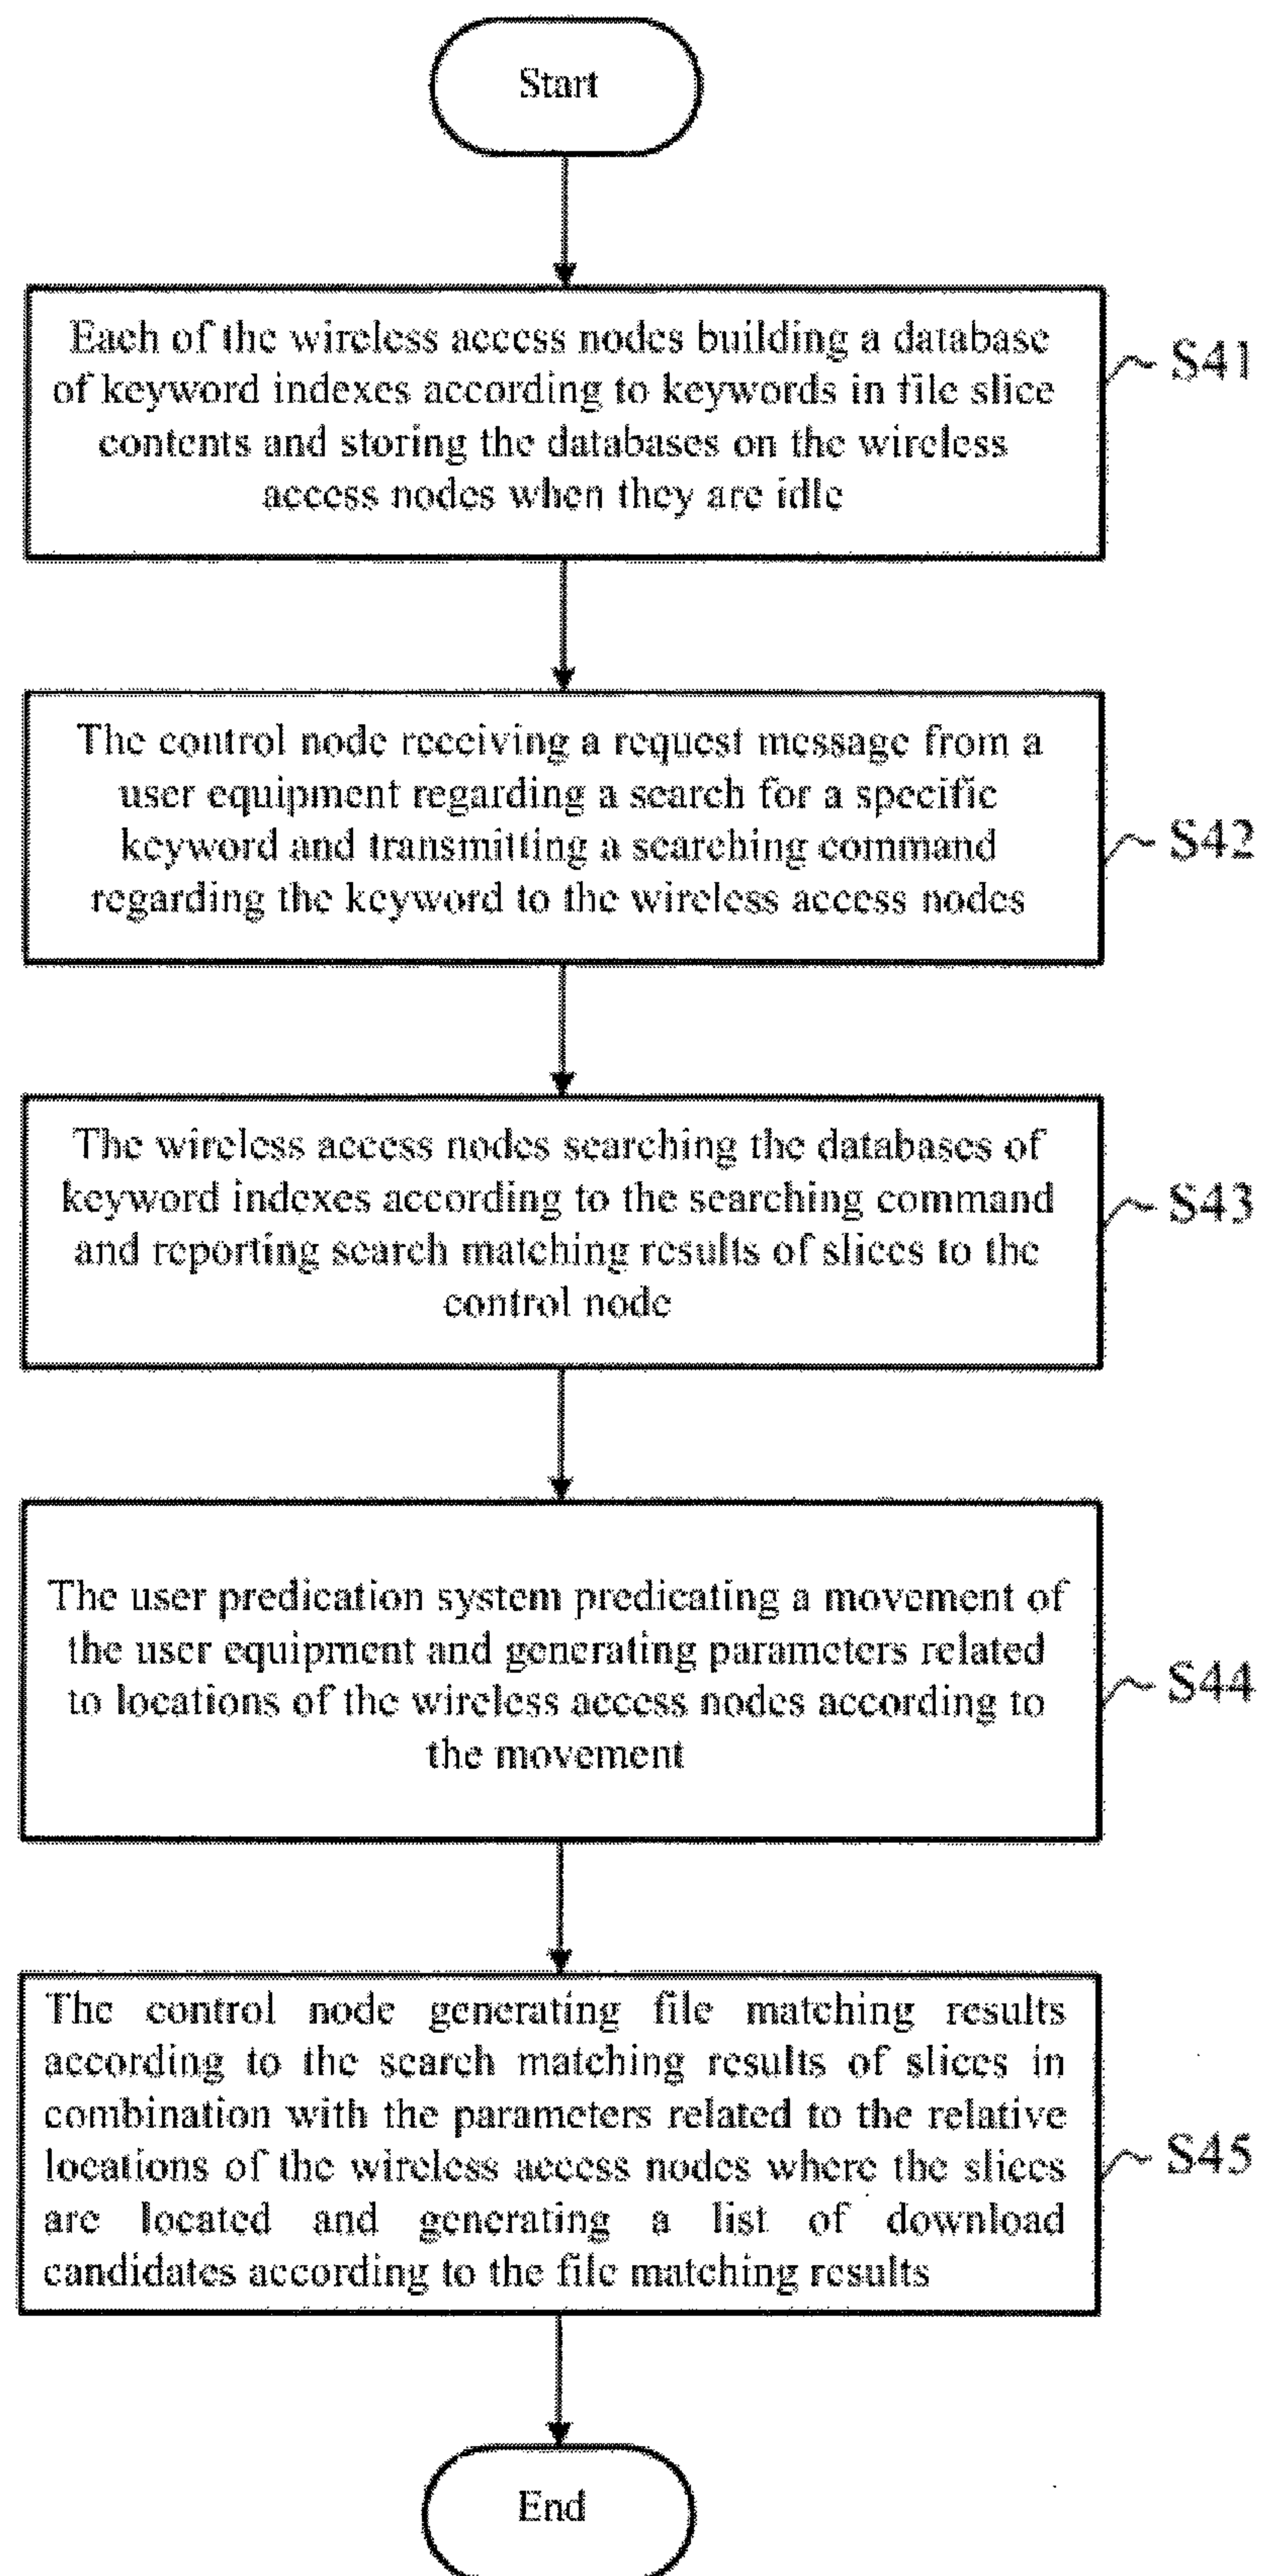 Start
Each of the wireless access nodes building a database
of keyword indexes according to keywords in file slice
contents and storing the databases on the wireless
access nodes when they are idle
S41
The control node receiving a request message from a
user equipment regarding a search for a specific
keyword and transmitting a searching command
regarding the keyword to the wireless access nodes
S42
The wireless access nodes searching the databases of
keyword indexes according to the searching command
and reporting search matching results of slices to the
control node
S43
The user predication system predicating a movement of
the user equipment and generating parameters related
to locations of the wireless access nodes according to
the movement
S44
The control node generating file matching results
according to the search matching results of slices in
combination with the parameters related to the relative
locations of the wireless access nodes where the slices
are located and generating a list of download
candidates according to the file matching results
S45
End